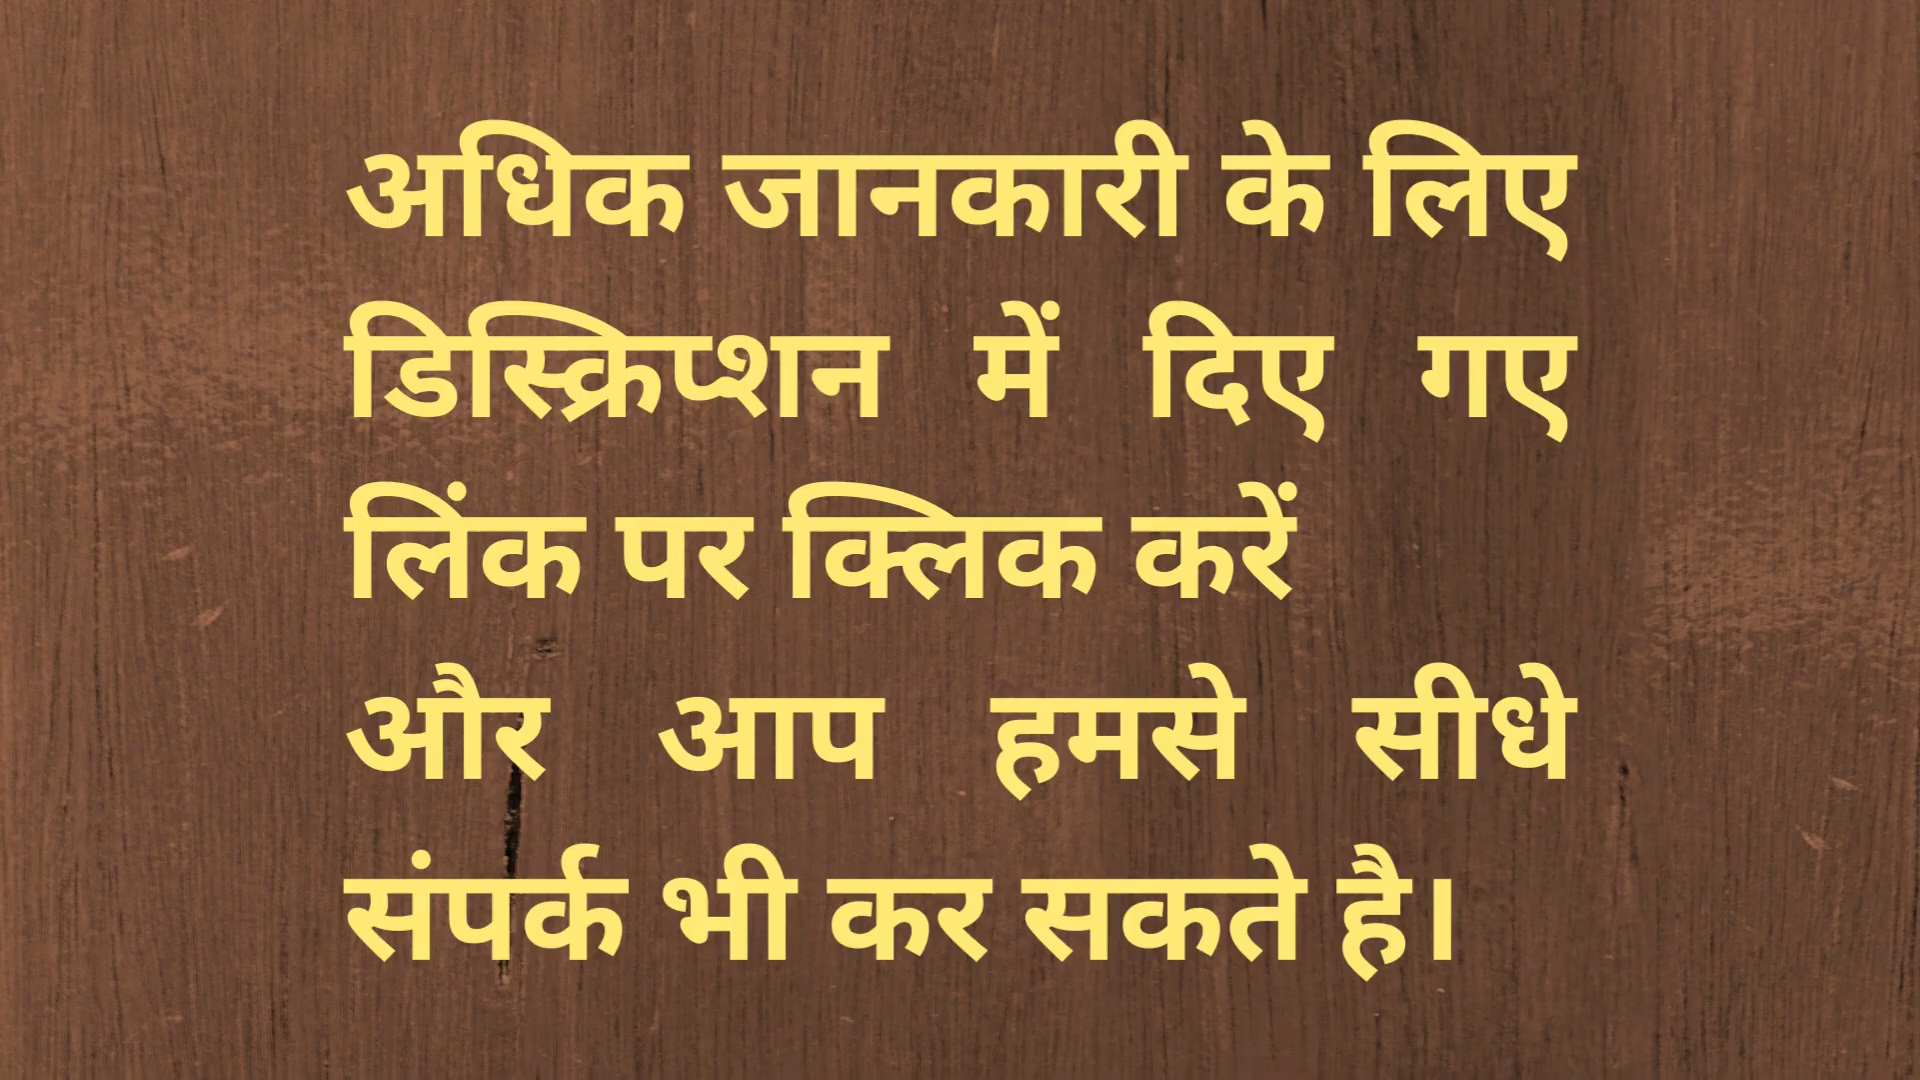 अधिक जानकारी के लिए
डिस्क्रिप्शन में दिए गए
लिंक पर क्लिक करें
और आप हमसे सीधे
संपर्क भी कर सकते है।